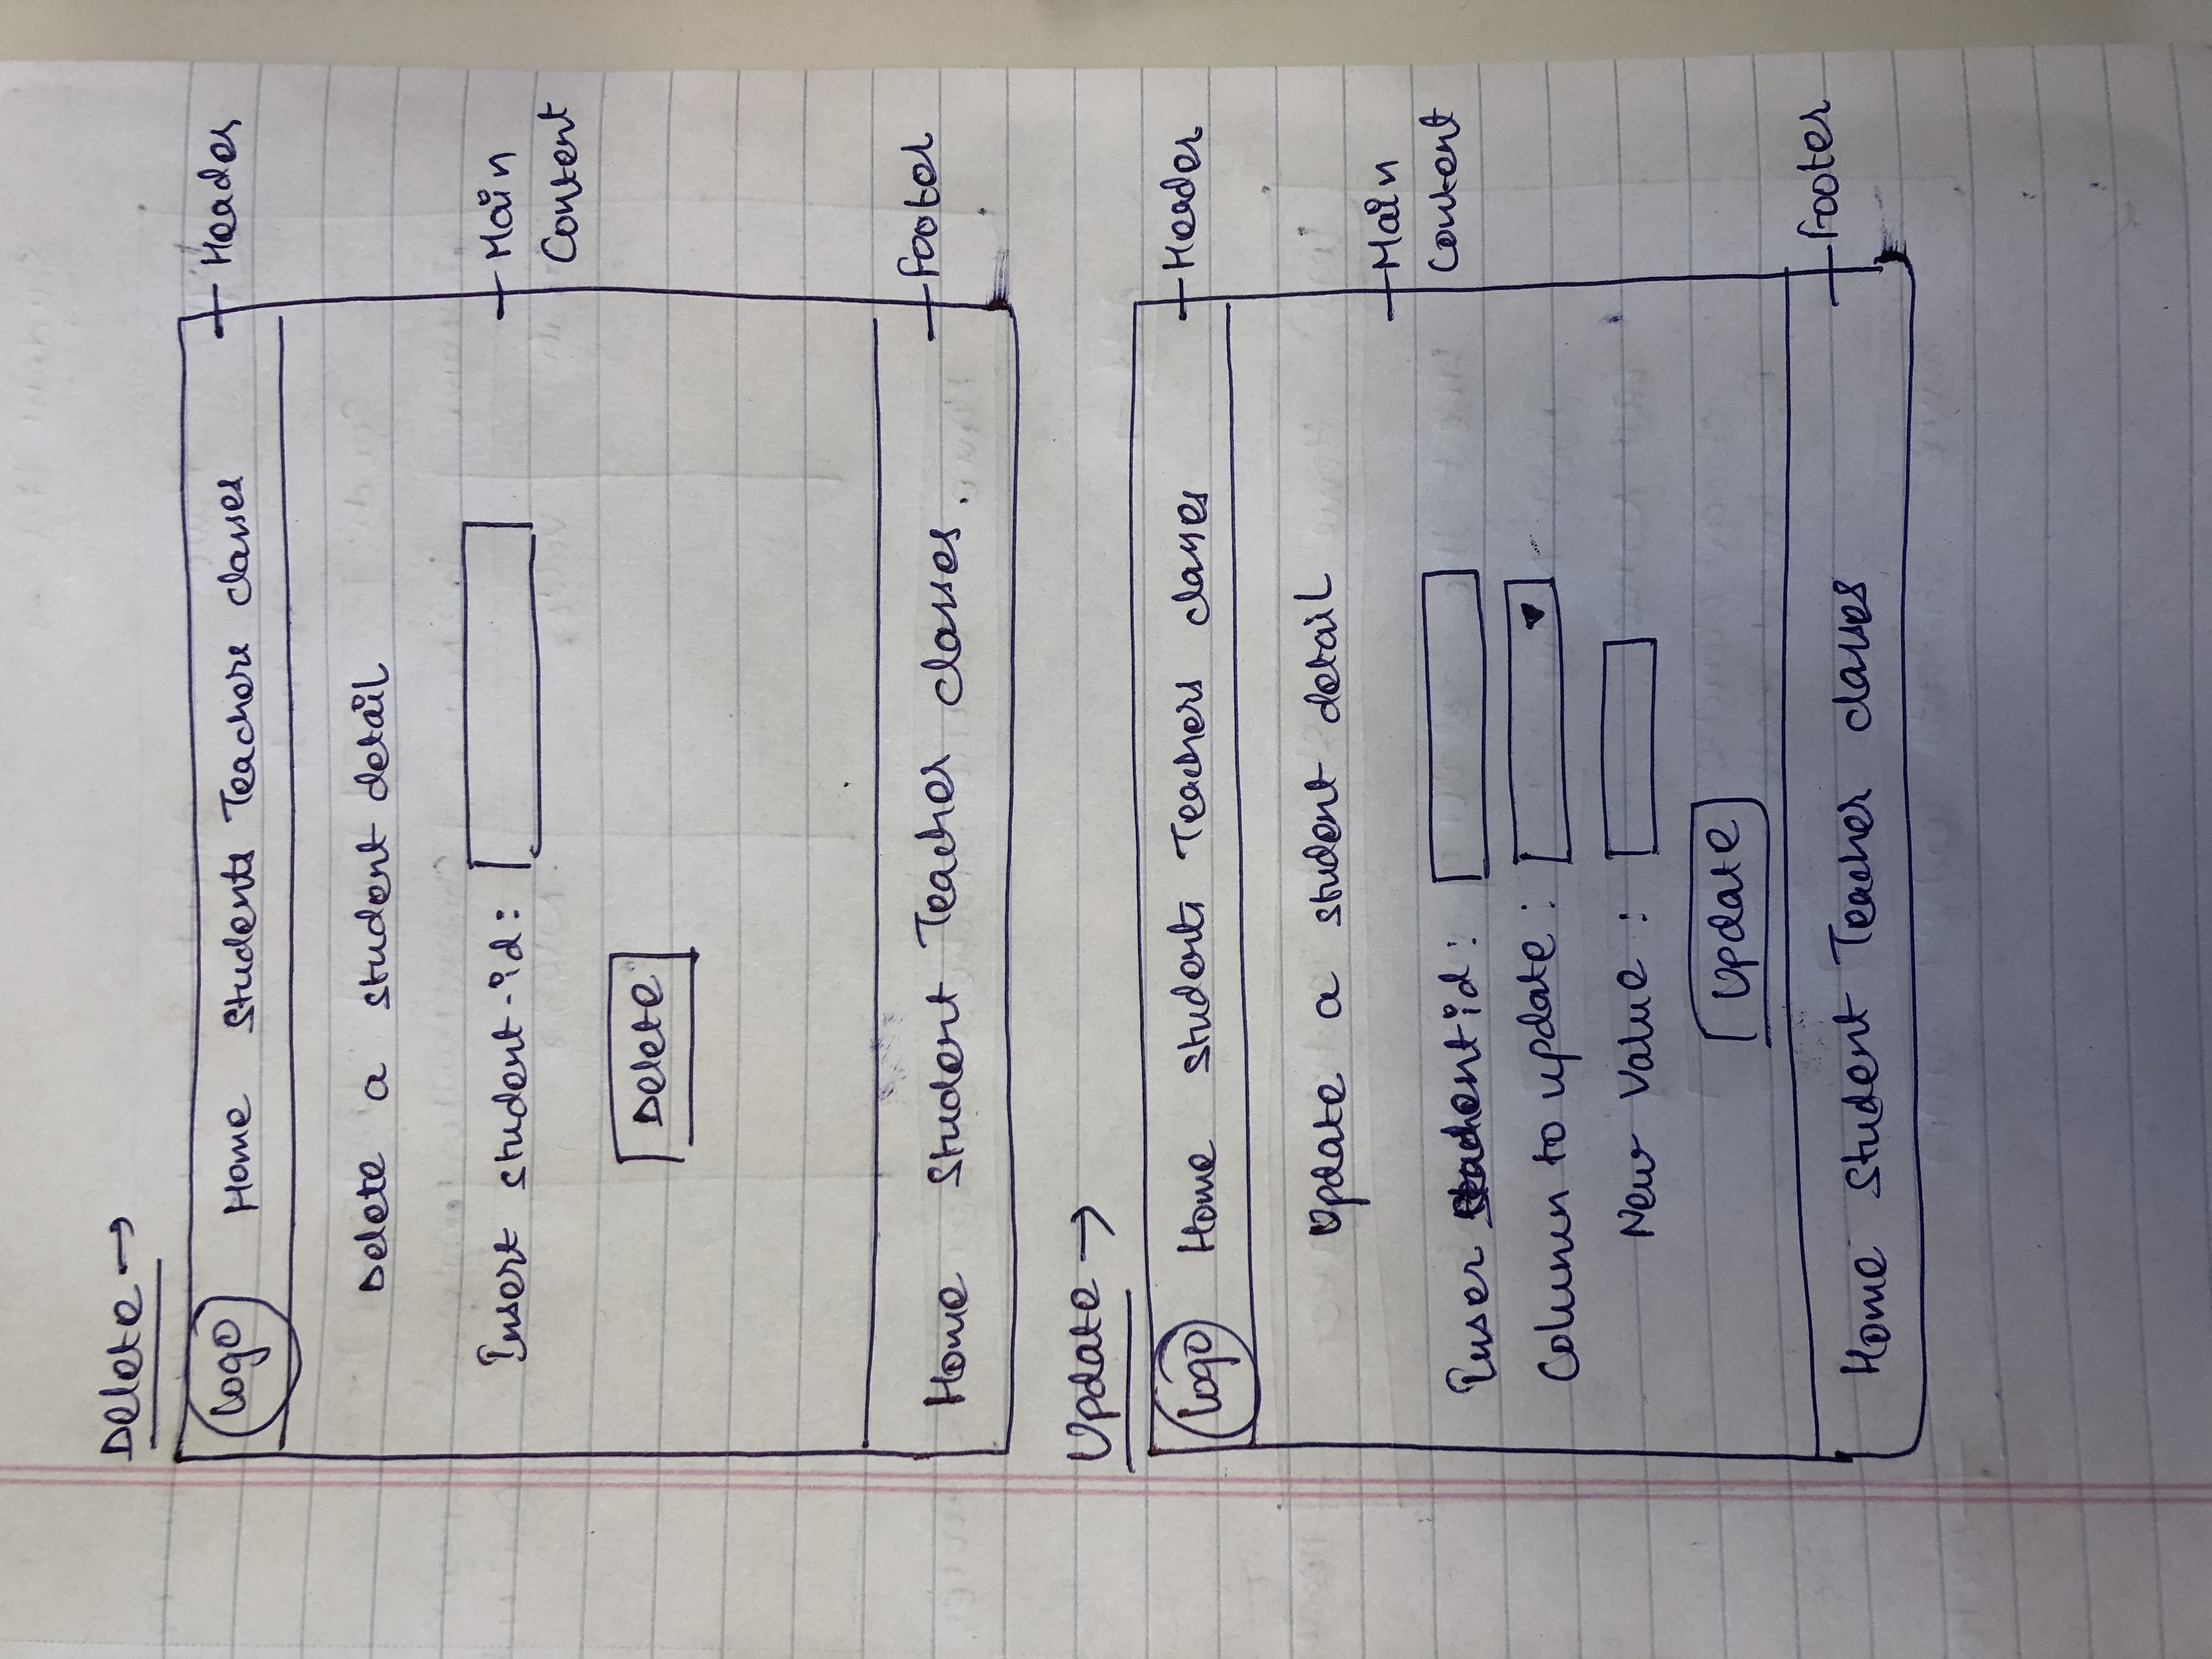 Delete →
Logo Home Students Teachers classes Header
Delete a student detail
Insert student-id: Main
Content
Delete
Home Student Teacher classes. Footer
Update →
Logo Home Students Teachers classes Header
Update a student detail
Main
Content
Inser student id:
Column to update :
New Value :
Update
Home Student Teacher classes Footer